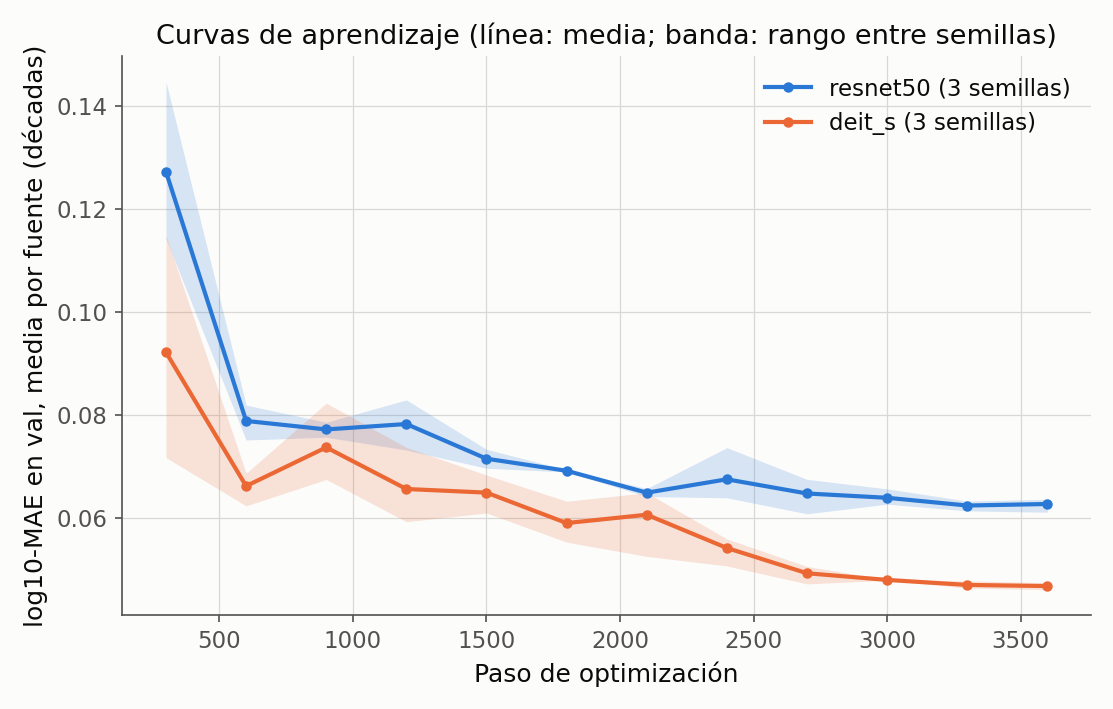 Curvas de aprendizaje (línea: media; banda: rango entre semillas)
resnet50 (3 semillas)
deit_s (3 semillas)
log10-MAE en val, media por fuente (décadas)
0.14
0.12
0.10
0.08
0.06
500 1000 1500 2000 2500 3000 3500
Paso de optimización